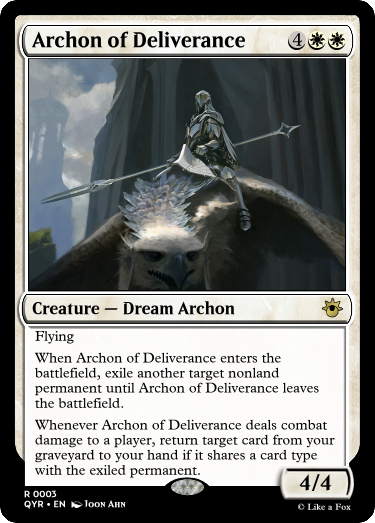 Archon of Deliverance 4
Creature — Dream Archon
Flying
When Archon of Deliverance enters the
battlefield, exile another target nonland
permanent until Archon of Deliverance leaves
the battlefield.
Whenever Archon of Deliverance deals combat
damage to a player, return target card from your
graveyard to your hand if it shares a card type
with the exiled permanent.
4/4
R 0003
QYR • EN Joon Ahn
© Like a Fox